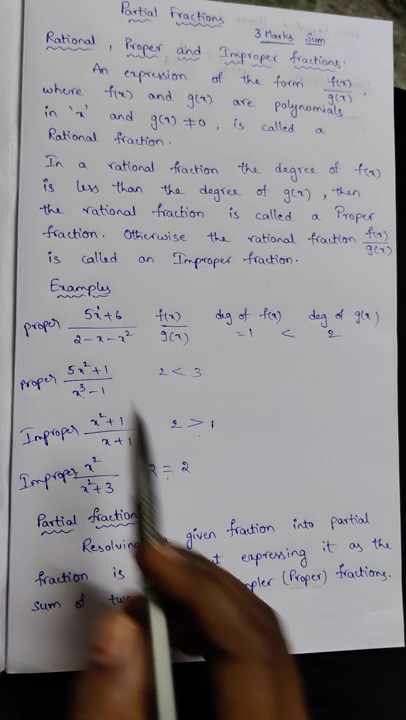 Partial Fractions
3 Marks Sum
Rational, Proper and Improper fractions:
An expression of the form f(x)/g(x),
where f(x) and g(x) are polynomials
in 'x' and g(x) ≠ 0, is called a
Rational fraction.
In a rational fraction the degree of f(x)
is less than the degree of g(x), then
the rational fraction is called a Proper
fraction. Otherwise the rational fraction f(x)/g(x)
is called an Improper fraction.
Examples
proper 5x+6 / 2-x-x² f(x)/g(x) deg of f(x) = 1 < deg of g(x) 2
proper 5x²+1 / x³-1 2 < 3
Improper x²+1 / x+1 2 > 1
Improper x² / x²+3 2 = 2
Partial fraction
Resolving given fraction into partial
fraction is expressing it as the
sum of two (Proper) fractions.